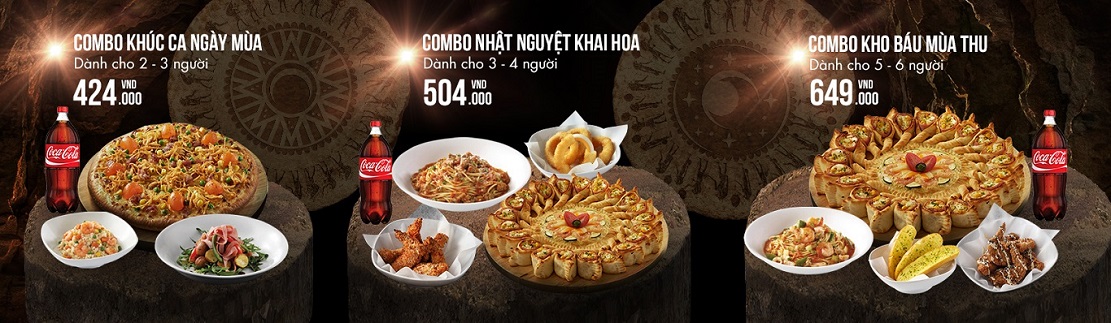 COMBO KHÚC CA NGÀY MÙA
Dành cho 2 - 3 người
424.000 VND
Coca-Cola
COMBO NHẬT NGUYỆT KHAI HOA
Dành cho 3 - 4 người
504.000 VND
Coca-Cola
COMBO KHO BÁU MÙA THU
Dành cho 5 - 6 người
649.000 VND
Coca-Cola